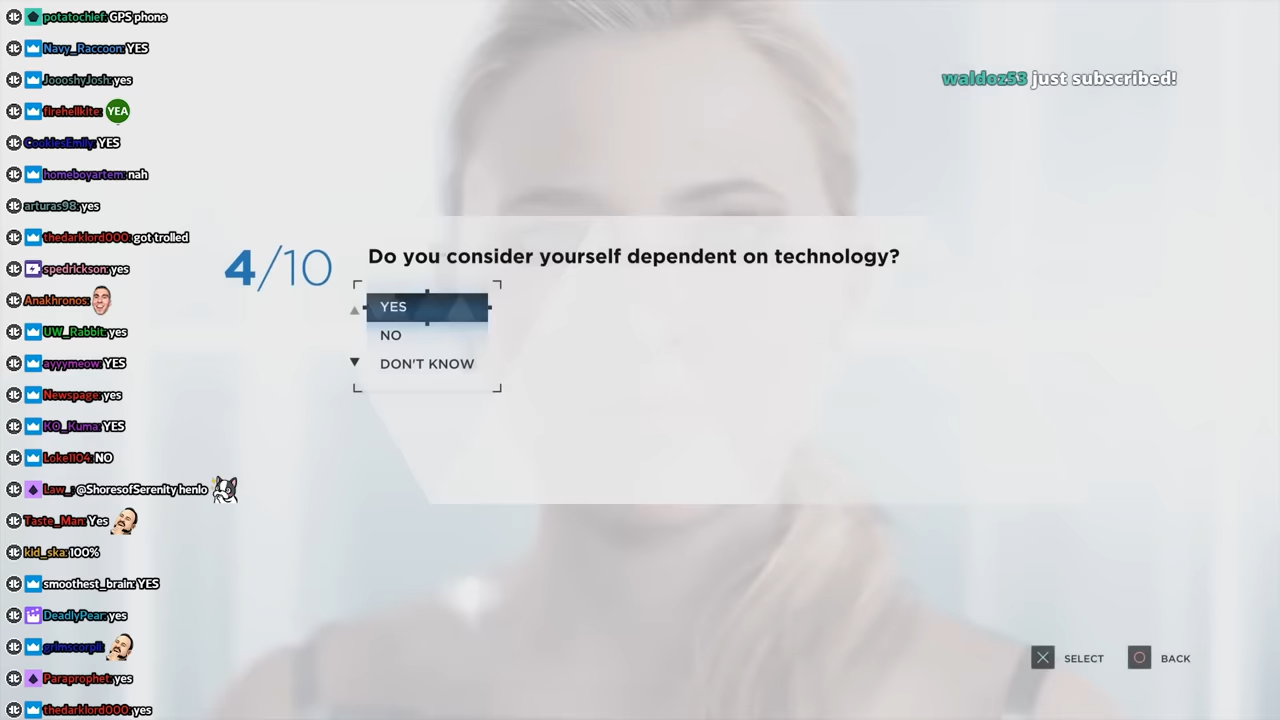 potatochief: GPS phone
Navy_Raccoon: YES
JoooshyJosh: yes
firehellkite: YEA
CookiesEmily: YES
homeboyartem: nah
arturas98: yes
thedarklord000: got trolled
spedrickson: yes
Anakhronos:
UW_Rabbit: yes
ayyymeow: YES
Newspage: yes
KO_Kuma: YES
Loke1104: NO
Law_: @ShoresofSerenity henlo
Taste_Man: Yes
kid_ska: 100%
smoothest_brain: YES
DeadlyPear: yes
grimscorpii:
Paraprophet: yes
thedarklord000: yes
waldoz53 just subscribed!
4/10
Do you consider yourself dependent on technology?
YES
NO
DON'T KNOW
SELECT
BACK